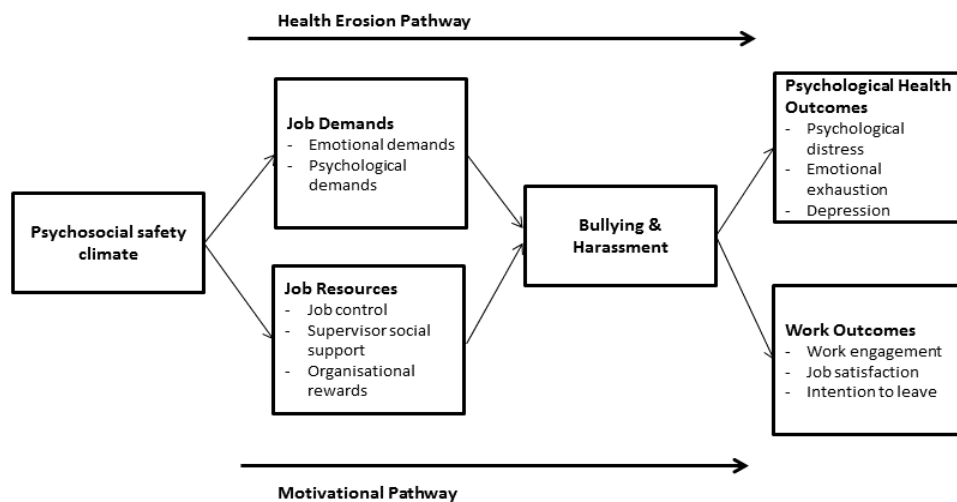 Health Erosion Pathway
Psychosocial safety
climate
Job Demands
- Emotional demands
- Psychological
demands
Job Resources
- Job control
- Supervisor social
support
- Organisational
rewards
Bullying &
Harassment
Psychological Health
Outcomes
- Psychological
distress
- Emotional
exhaustion
- Depression
Work Outcomes
- Work engagement
- Job satisfaction
- Intention to leave
Motivational Pathway